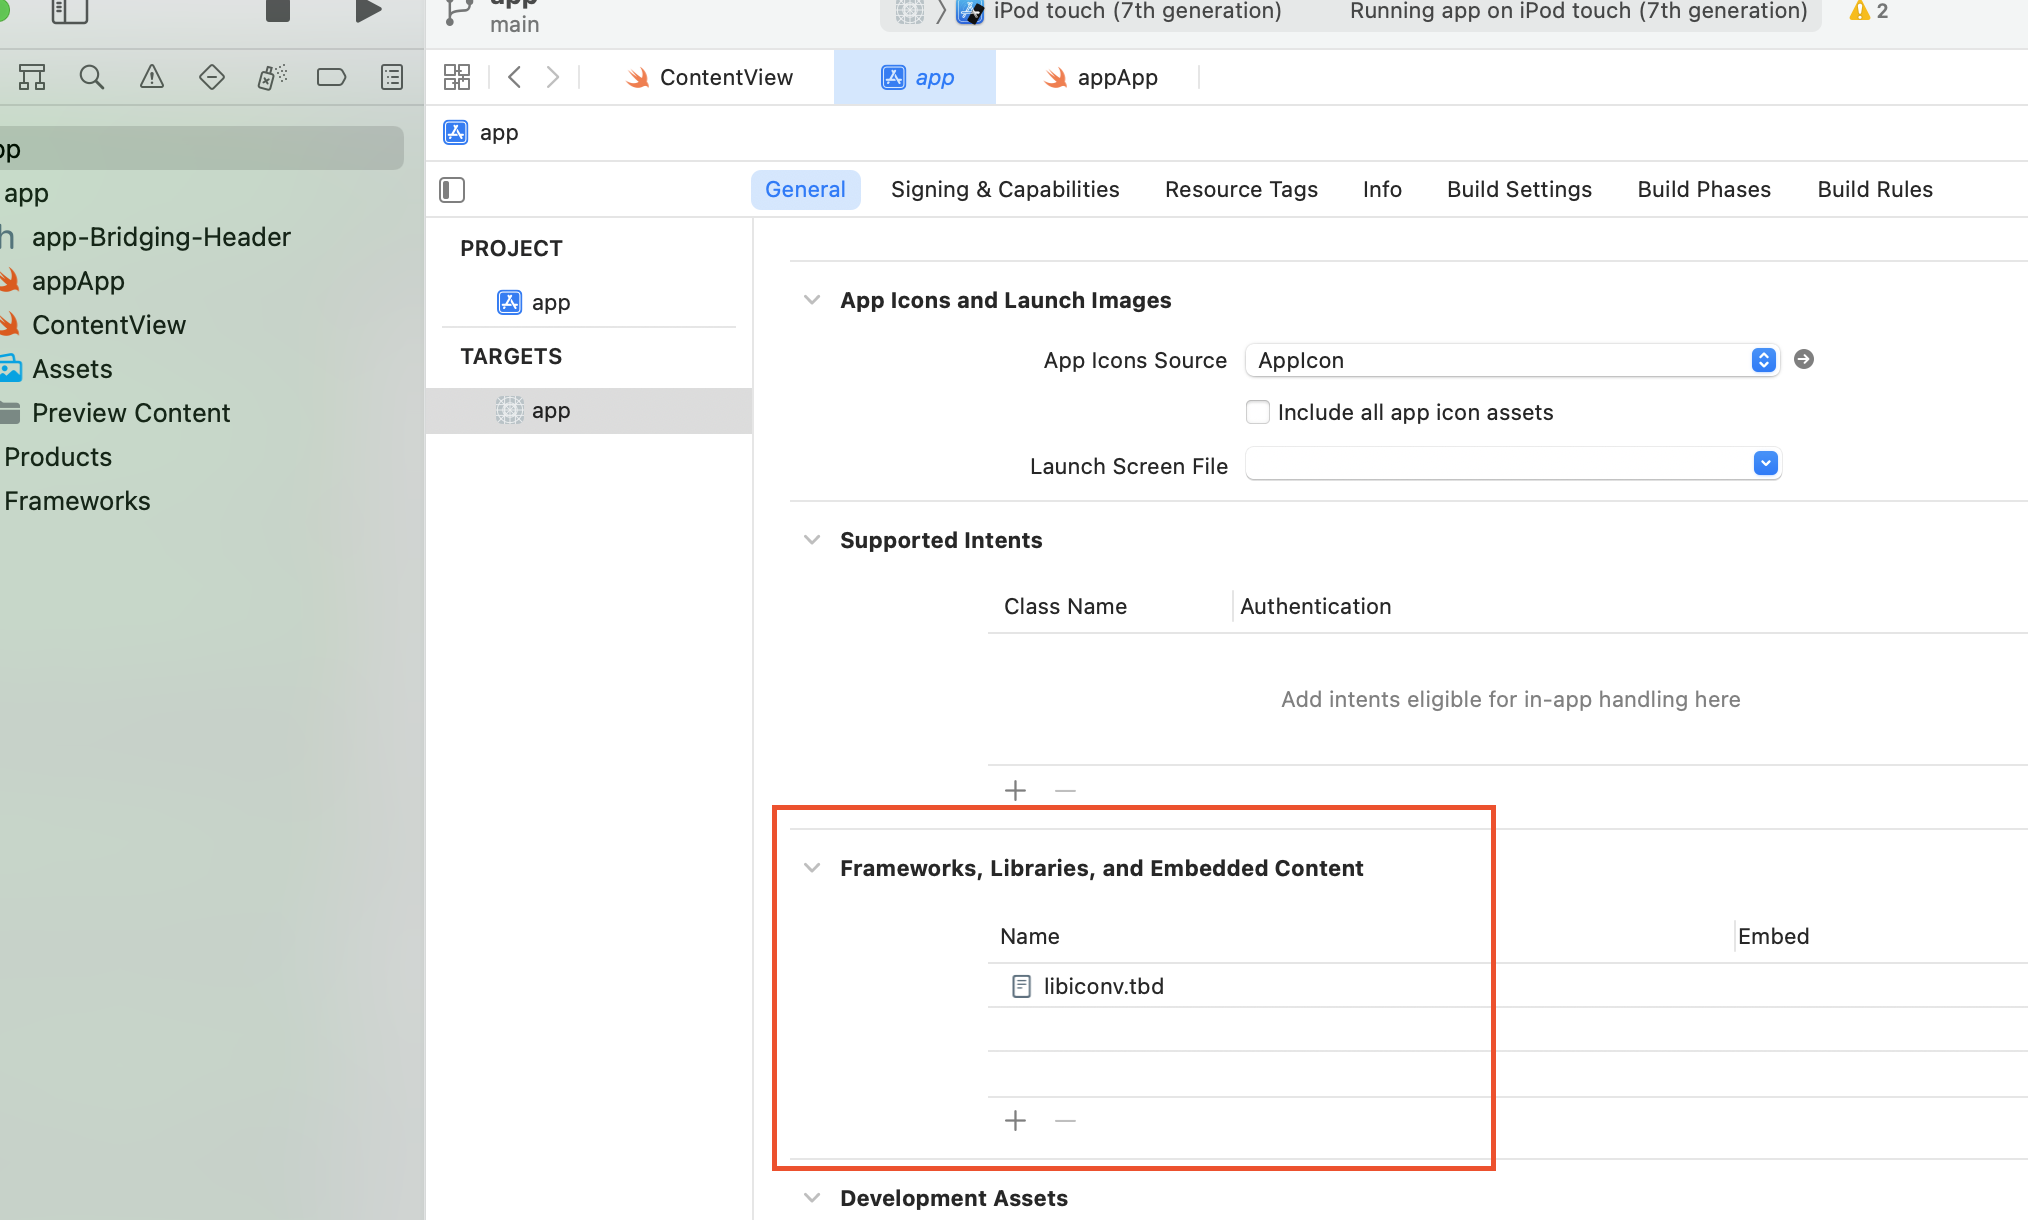 main
iPod touch (7th generation)
Running app on iPod touch (7th generation)
2
ContentView
app
appApp
app
General
Signing & Capabilities
Resource Tags
Info
Build Settings
Build Phases
Build Rules
app
app-Bridging-Header
appApp
ContentView
Assets
Preview Content
Products
Frameworks
PROJECT
app
TARGETS
app
App Icons and Launch Images
App Icons Source
AppIcon
Include all app icon assets
Launch Screen File
Supported Intents
Class Name
Authentication
Add intents eligible for in-app handling here
Frameworks, Libraries, and Embedded Content
Name
Embed
libiconv.tbd
Development Assets